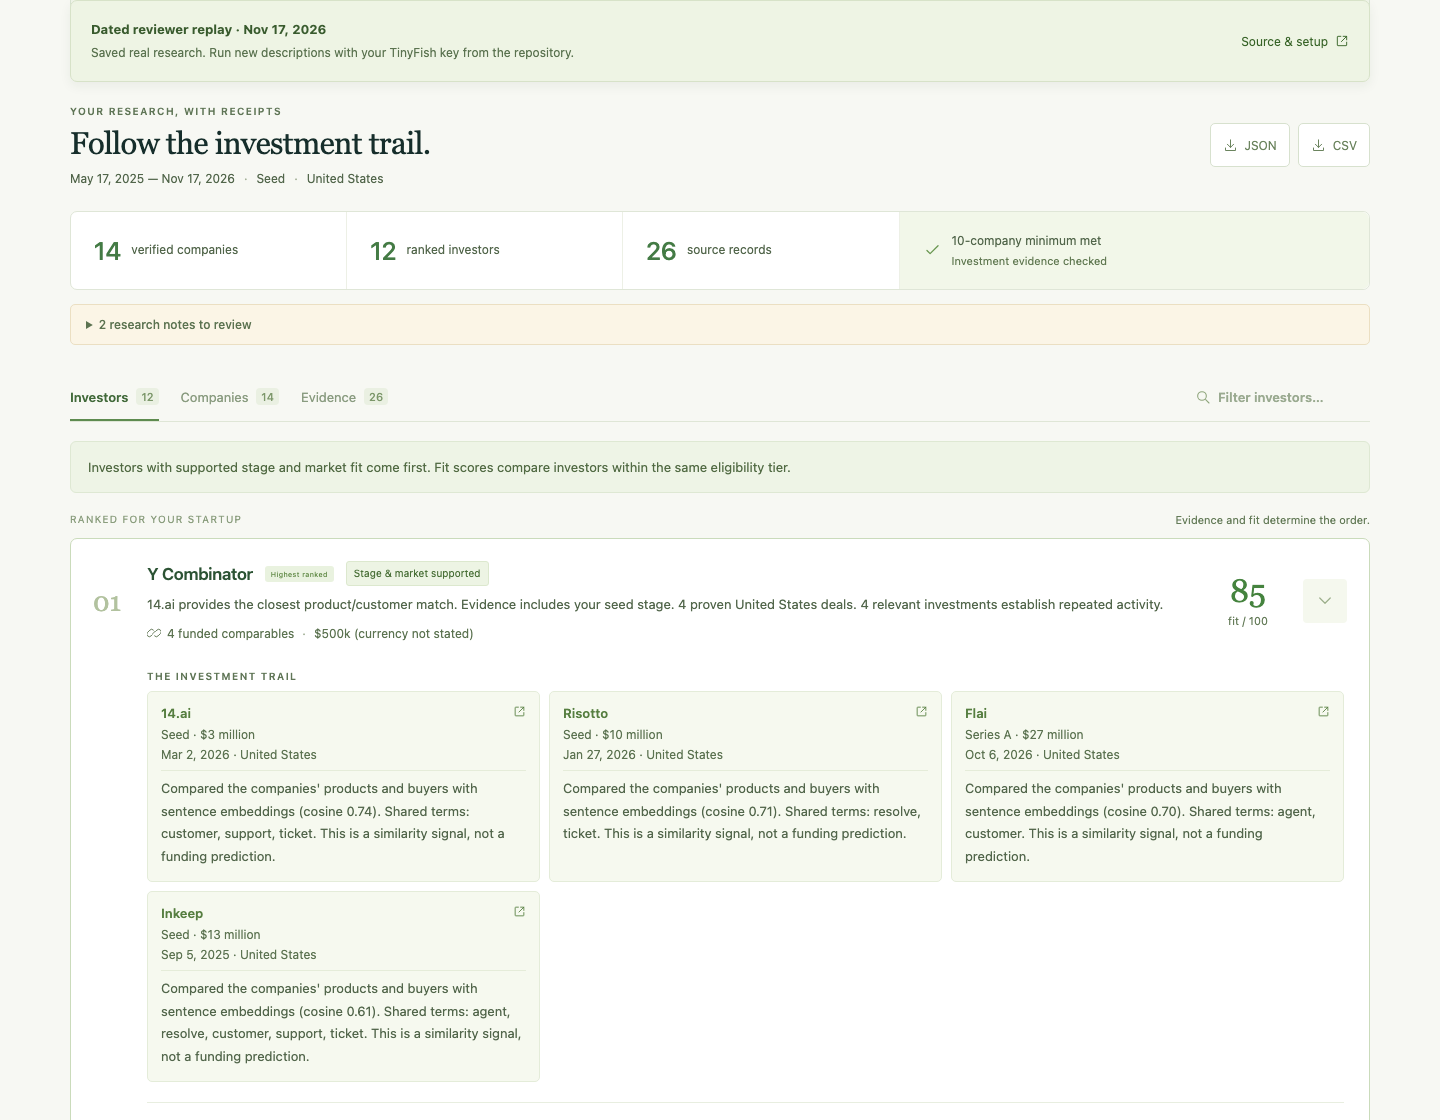 Dated reviewer replay · Nov 17, 2026
Saved real research. Run new descriptions with your TinyFish key from the repository.
Source & setup
YOUR RESEARCH, WITH RECEIPTS
Follow the investment trail.
JSON
CSV
May 17, 2025 — Nov 17, 2026 · Seed · United States
14 verified companies
12 ranked investors
26 source records
10-company minimum met
Investment evidence checked
2 research notes to review
Investors 12
Companies 14
Evidence 26
Filter investors...
Investors with supported stage and market fit come first. Fit scores compare investors within the same eligibility tier.
RANKED FOR YOUR STARTUP
Evidence and fit determine the order.
01
Y Combinator
Highest ranked
Stage & market supported
14.ai provides the closest product/customer match. Evidence includes your seed stage. 4 proven United States deals. 4 relevant investments establish repeated activity.
4 funded comparables · $500k (currency not stated)
85
fit / 100
THE INVESTMENT TRAIL
14.ai
Seed · $3 million
Mar 2, 2026 · United States
Compared the companies' products and buyers with
sentence embeddings (cosine 0.74). Shared terms:
customer, support, ticket. This is a similarity signal, not a
funding prediction.
Risotto
Seed · $10 million
Jan 27, 2026 · United States
Compared the companies' products and buyers with
sentence embeddings (cosine 0.71). Shared terms: resolve,
ticket. This is a similarity signal, not a funding prediction.
Flai
Series A · $27 million
Oct 6, 2026 · United States
Compared the companies' products and buyers with
sentence embeddings (cosine 0.70). Shared terms: agent,
customer. This is a similarity signal, not a funding
prediction.
Inkeep
Seed · $13 million
Sep 5, 2025 · United States
Compared the companies' products and buyers with
sentence embeddings (cosine 0.61). Shared terms: agent,
resolve, customer, support, ticket. This is a similarity signal,
not a funding prediction.